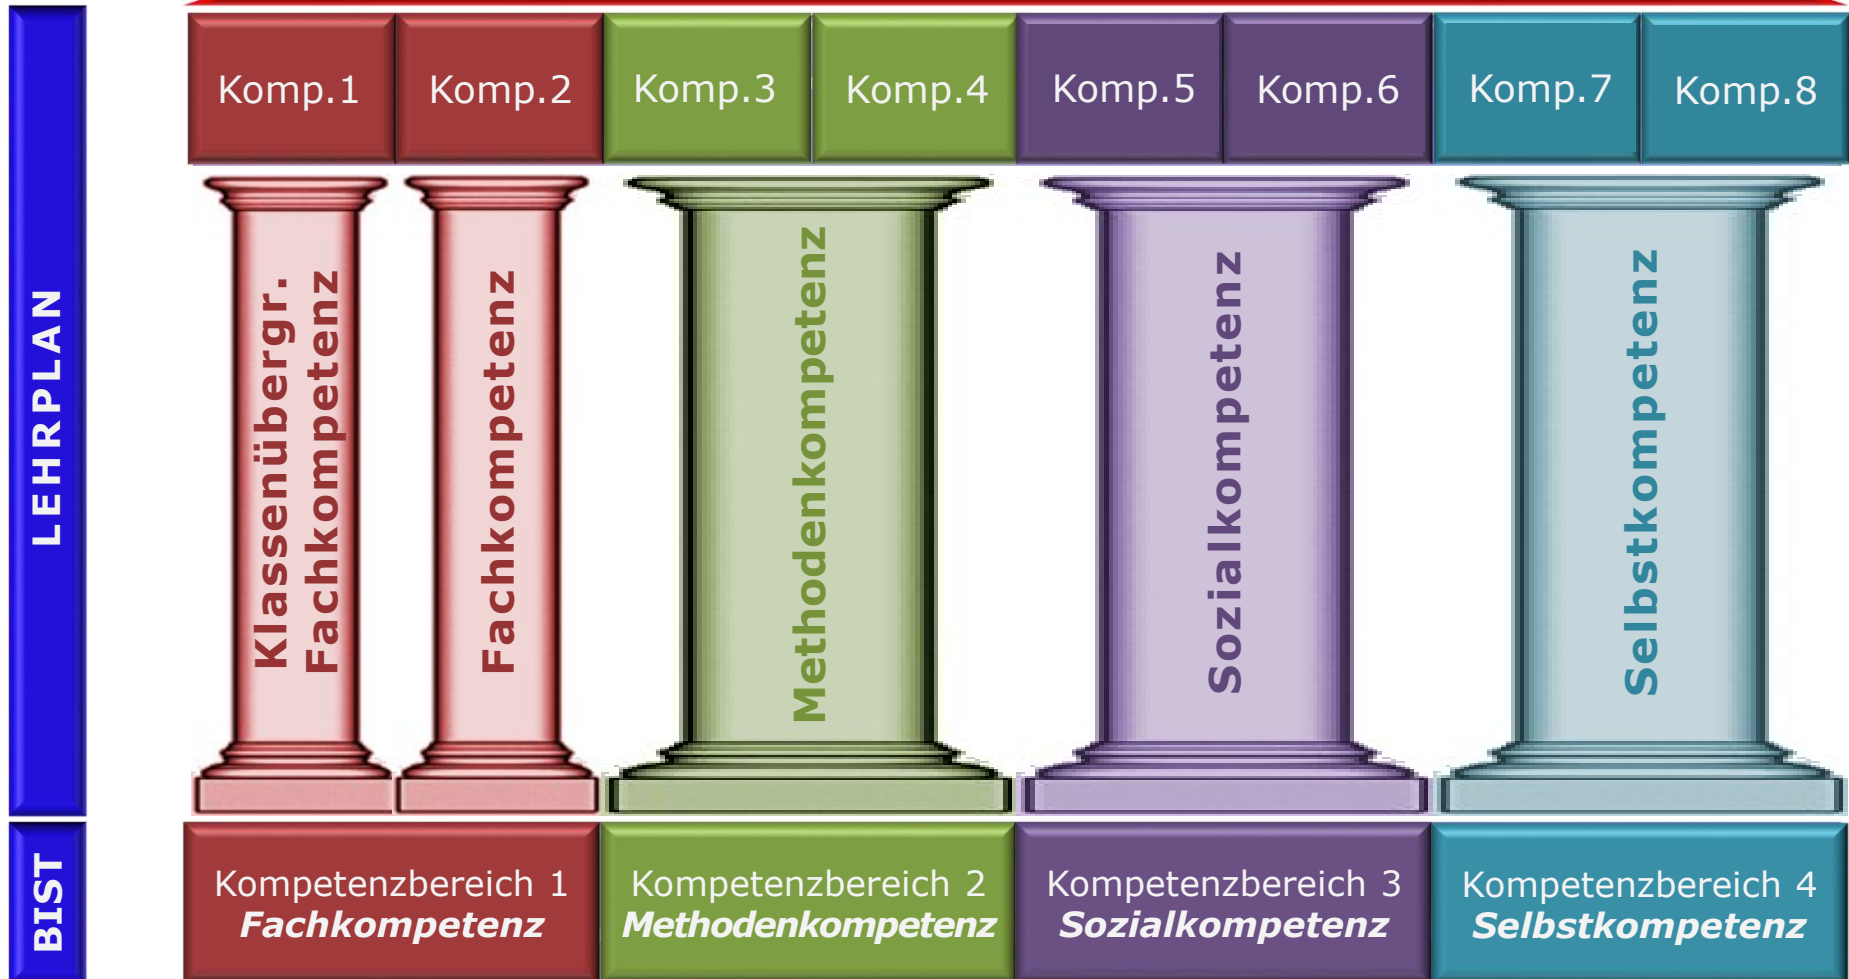 LEHRPLAN
Komp.1
Komp.2
Komp.3
Komp.4
Komp.5
Komp.6
Komp.7
Komp.8
Klassenübergr.
Fachkompetenz
Fachkompetenz
Methodenkompetenz
Sozialkompetenz
Selbstkompetenz
BIST
Kompetenzbereich 1
Fachkompetenz
Kompetenzbereich 2
Methodenkompetenz
Kompetenzbereich 3
Sozialkompetenz
Kompetenzbereich 4
Selbstkompetenz